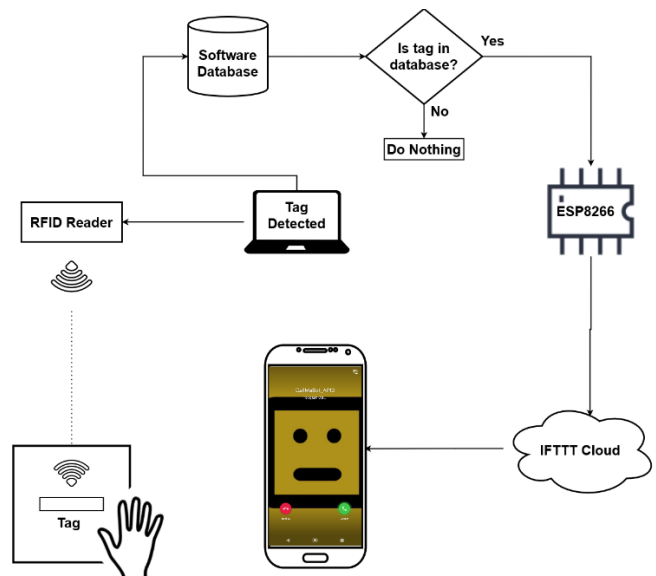 Software
Database
Is tag in
database?
Yes
No
Do Nothing
RFID Reader
Tag
Detected
ESP8266
IFTTT Cloud
Tag